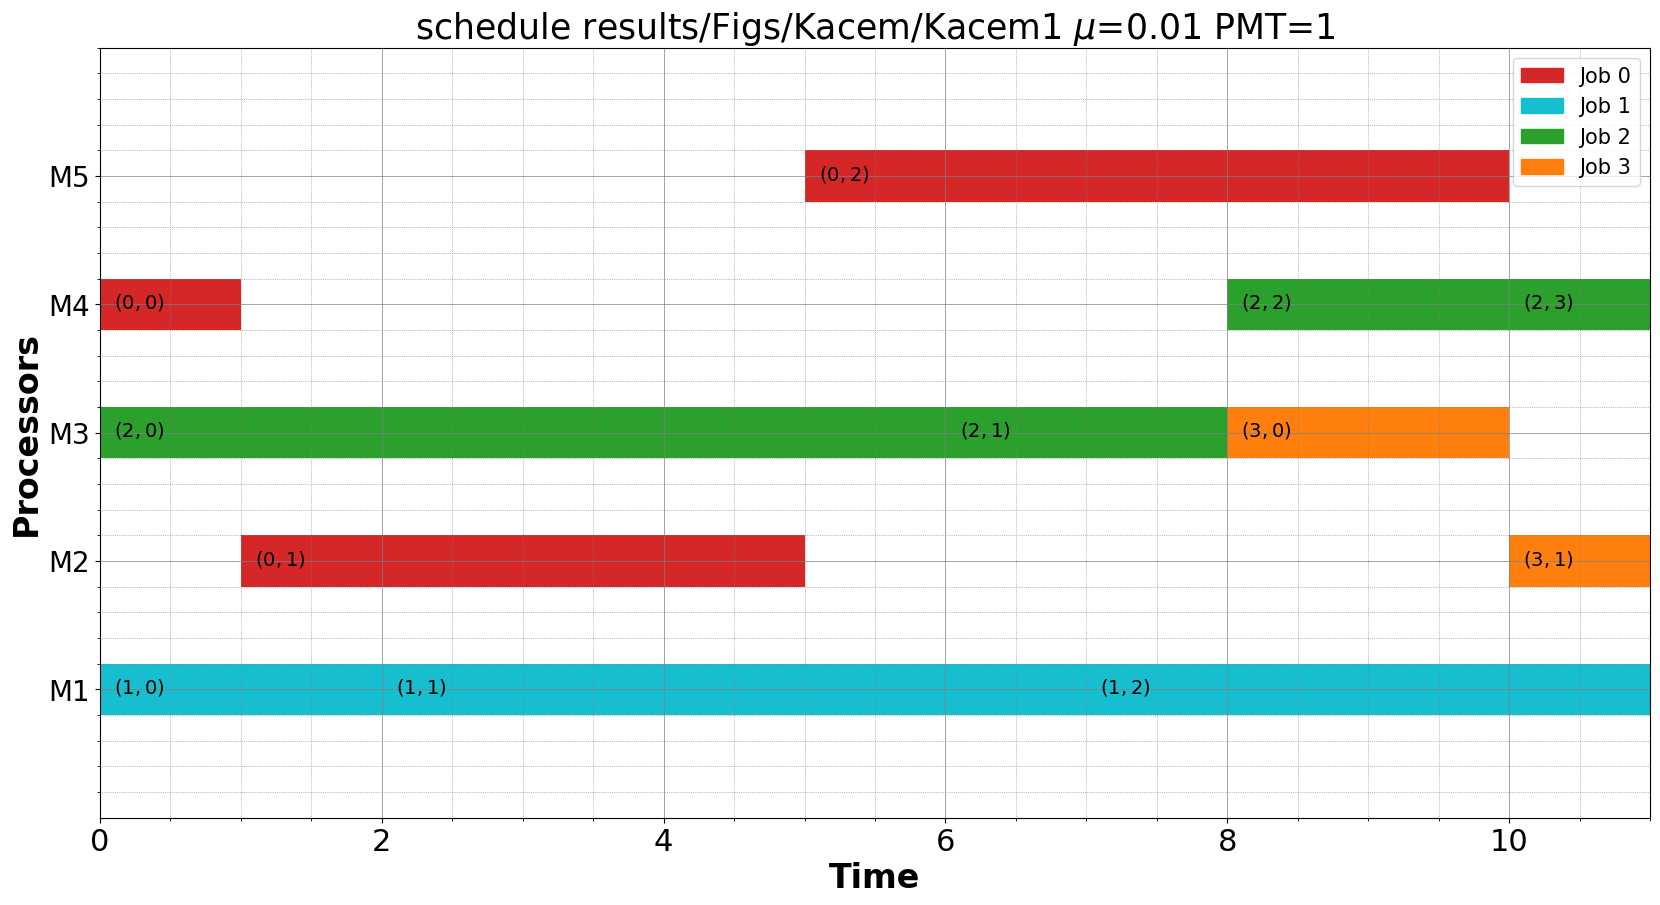 schedule results/Figs/Kacem/Kacem1 μ=0.01 PMT=1
Job 0
Job 1
Job 2
Job 3
M5
(0, 2)
M4
(0, 0)
(2, 2)
(2, 3)
M3
(2, 0)
(2, 1)
(3, 0)
M2
(0, 1)
(3, 1)
M1
(1, 0)
(1, 1)
(1, 2)
Processors
0 2 4 6 8 10
Time